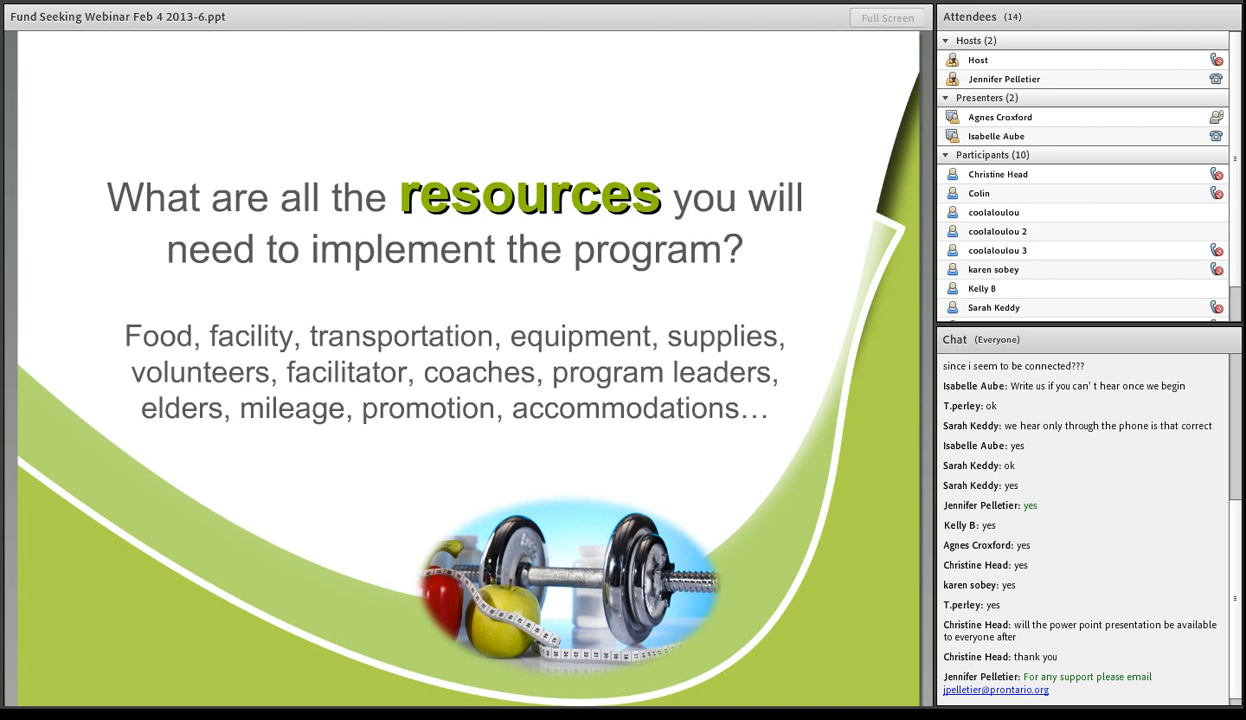 Fund Seeking Webinar Feb 4 2013-6.ppt
Full Screen
What are all the resources you will
need to implement the program?
Food, facility, transportation, equipment, supplies,
volunteers, facilitator, coaches, program leaders,
elders, mileage, promotion, accommodations…
Attendees (14)
Hosts (2)
Host
Jennifer Pelletier
Presenters (2)
Agnes Croxford
Isabelle Aube
Participants (10)
Christine Head
Colin
coolaloulou
coolaloulou 2
coolaloulou 3
karen sobey
Kelly B
Sarah Keddy
Chat (Everyone)
since i seem to be connected???
Isabelle Aube: Write us if you can' t hear once we begin
T.perley: ok
Sarah Keddy: we hear only through the phone is that correct
Isabelle Aube: yes
Sarah Keddy: ok
Sarah Keddy: yes
Jennifer Pelletier: yes
Kelly B: yes
Agnes Croxford: yes
Christine Head: yes
karen sobey: yes
T.perley: yes
Christine Head: will the power point presentation be available
to everyone after
Christine Head: thank you
Jennifer Pelletier: For any support please email
jpelletier@prontario.org